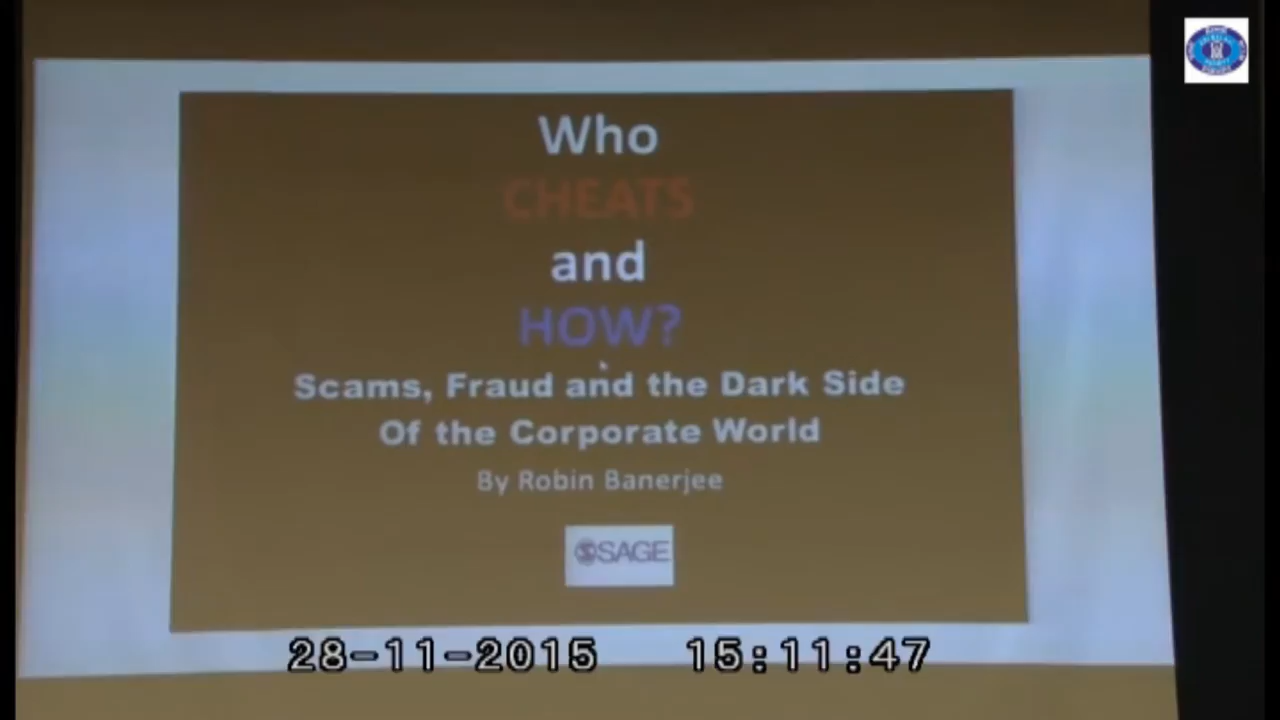 Who
CHEATS
and
HOW?
Scams, Fraud and the Dark Side
Of the Corporate World
By Robin Banerjee
SAGE
28-11-2015 15:11:47